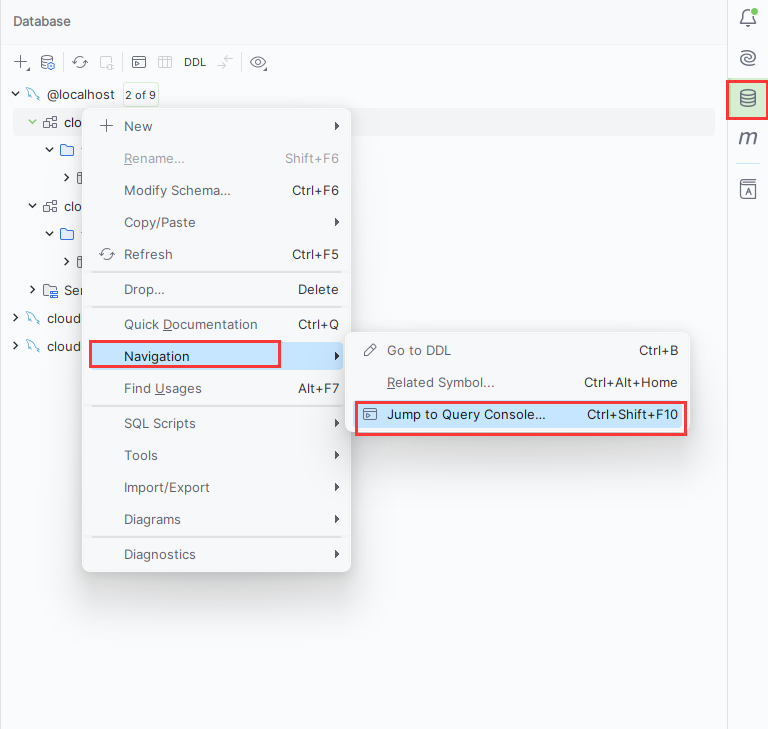 Database
DDL
@localhost 2 of 9
clo
New
Rename... Shift+F6
Modify Schema... Ctrl+F6
Copy/Paste
clo
Refresh Ctrl+F5
Ser
Drop... Delete
cloud
Quick Documentation Ctrl+Q
cloud
Navigation
Find Usages Alt+F7
SQL Scripts
Tools
Import/Export
Diagrams
Diagnostics
Go to DDL Ctrl+B
Related Symbol... Ctrl+Alt+Home
Jump to Query Console... Ctrl+Shift+F10
m
A